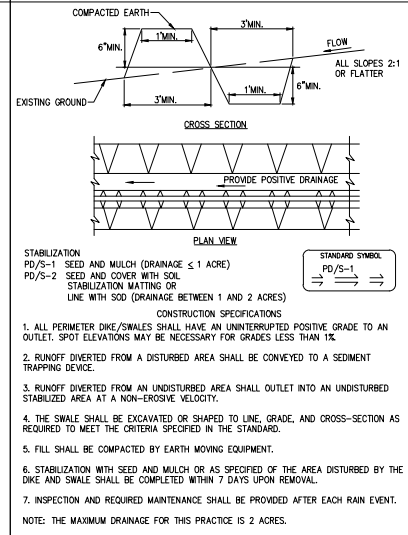 COMPACTED EARTH
3'MIN.
1'MIN.
6"MIN.
FLOW
ALL SLOPES 2:1
OR FLATTER
1'MIN.
6"MIN.
EXISTING GROUND
3'MIN.
CROSS SECTION
PROVIDE POSITIVE DRAINAGE
PLAN VIEW
STABILIZATION
PD/S-1 SEED AND MULCH (DRAINAGE ≤ 1 ACRE)
PD/S-2 SEED AND COVER WITH SOIL
STABILIZATION MATTING OR
LINE WITH SOD (DRAINAGE BETWEEN 1 AND 2 ACRES)
STANDARD SYMBOL
PD/S-1
CONSTRUCTION SPECIFICATIONS
1. ALL PERIMETER DIKE/SWALES SHALL HAVE AN UNINTERRUPTED POSITIVE GRADE TO AN
OUTLET. SPOT ELEVATIONS MAY BE NECESSARY FOR GRADES LESS THAN 1%.
2. RUNOFF DIVERTED FROM A DISTURBED AREA SHALL BE CONVEYED TO A SEDIMENT
TRAPPING DEVICE.
3. RUNOFF DIVERTED FROM AN UNDISTURBED AREA SHALL OUTLET INTO AN UNDISTURBED
STABILIZED AREA AT A NON-EROSIVE VELOCITY.
4. THE SWALE SHALL BE EXCAVATED OR SHAPED TO LINE, GRADE, AND CROSS-SECTION AS
REQUIRED TO MEET THE CRITERIA SPECIFIED IN THE STANDARD.
5. FILL SHALL BE COMPACTED BY EARTH MOVING EQUIPMENT.
6. STABILIZATION WITH SEED AND MULCH OR AS SPECIFIED OF THE AREA DISTURBED BY THE
DIKE AND SWALE SHALL BE COMPLETED WITHIN 7 DAYS UPON REMOVAL.
7. INSPECTION AND REQUIRED MAINTENANCE SHALL BE PROVIDED AFTER EACH RAIN EVENT.
NOTE: THE MAXIMUM DRAINAGE FOR THIS PRACTICE IS 2 ACRES.